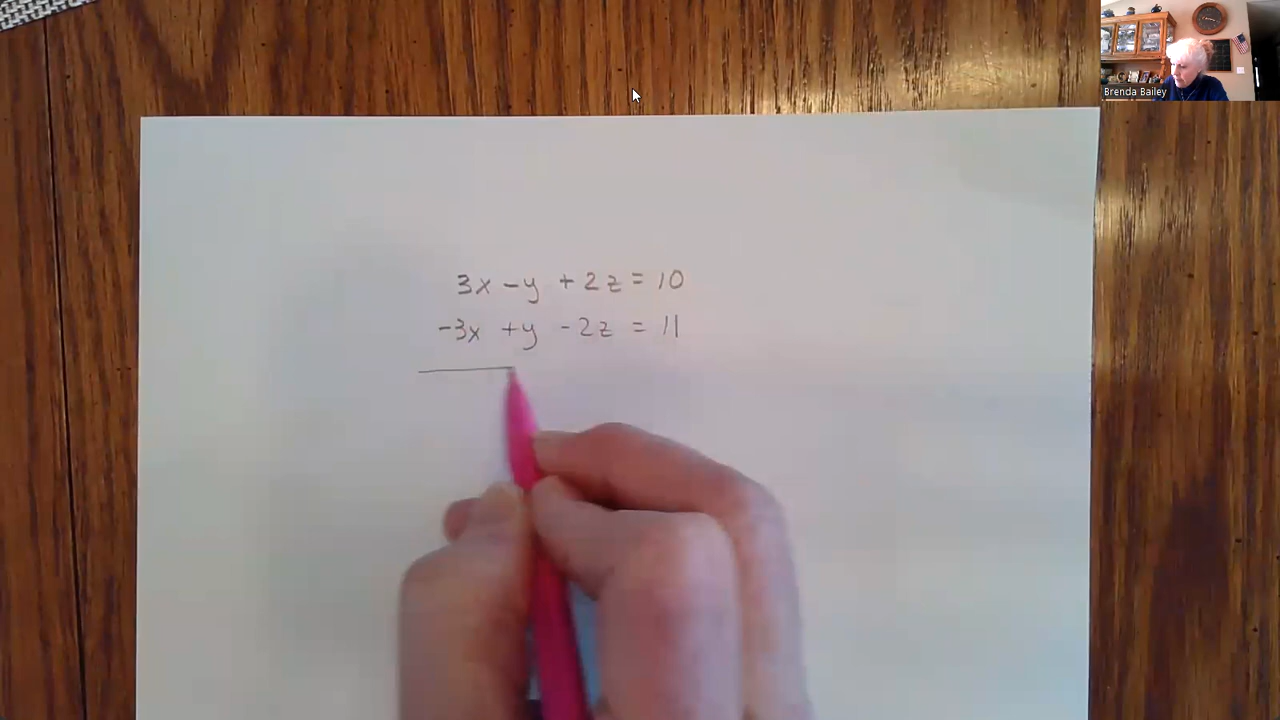 Brenda Bailey
3x - y + 2z = 10
-3x + y - 2z = 11